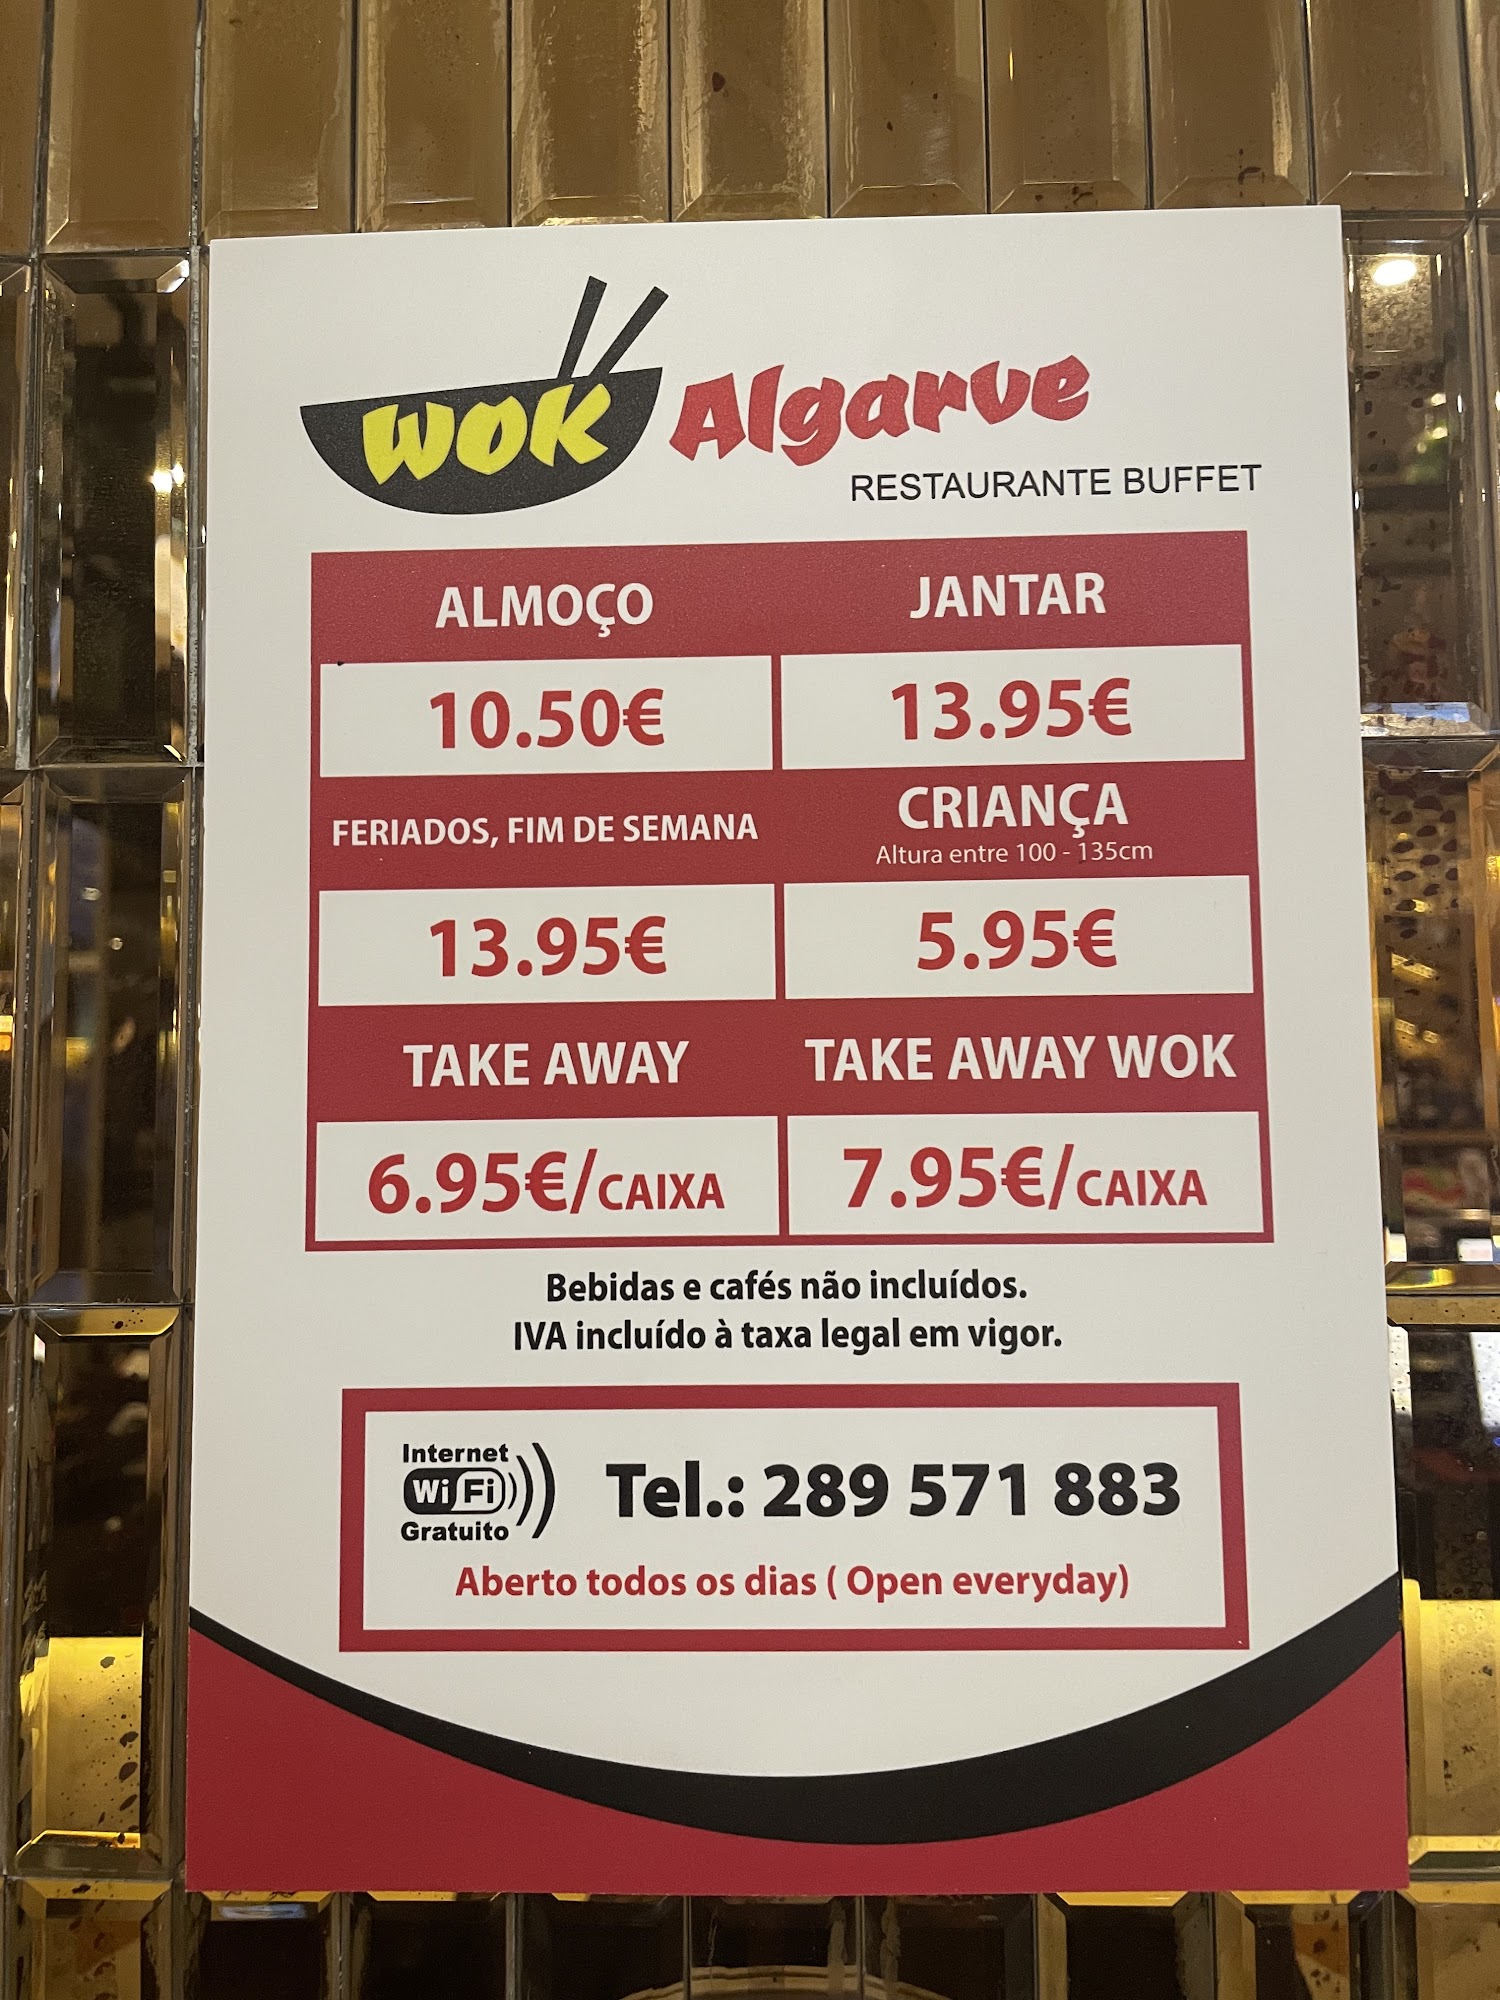 WOK Algarve
RESTAURANTE BUFFET
ALMOÇO JANTAR
10.50€ 13.95€
FERIADOS, FIM DE SEMANA CRIANÇA
Altura entre 100 - 135cm
13.95€ 5.95€
TAKE AWAY TAKE AWAY WOK
6.95€/CAIXA 7.95€/CAIXA
Bebidas e cafés não incluídos.
IVA incluído à taxa legal em vigor.
Internet
Wi Fi
Gratuito
Tel.: 289 571 883
Aberto todos os dias ( Open everyday)